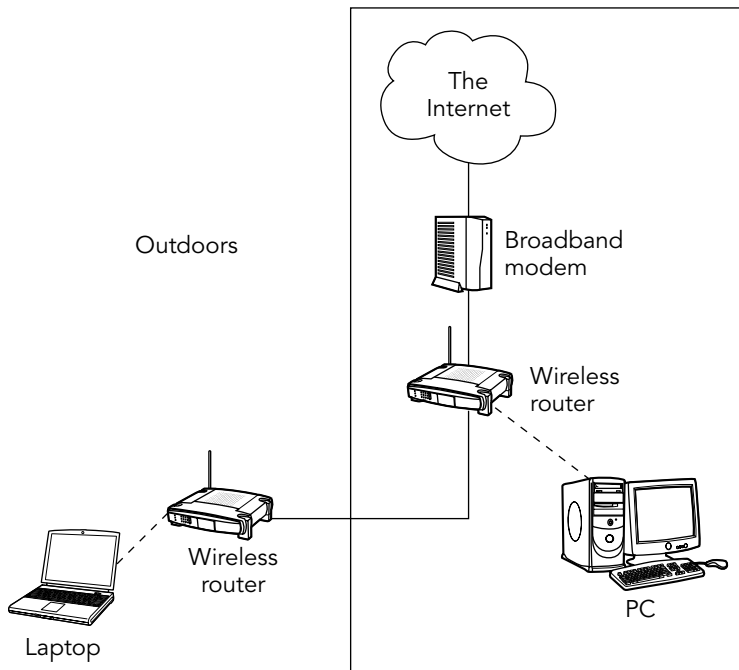 The
Internet
Outdoors
Broadband
modem
Wireless
router
Wireless
router
Laptop
PC